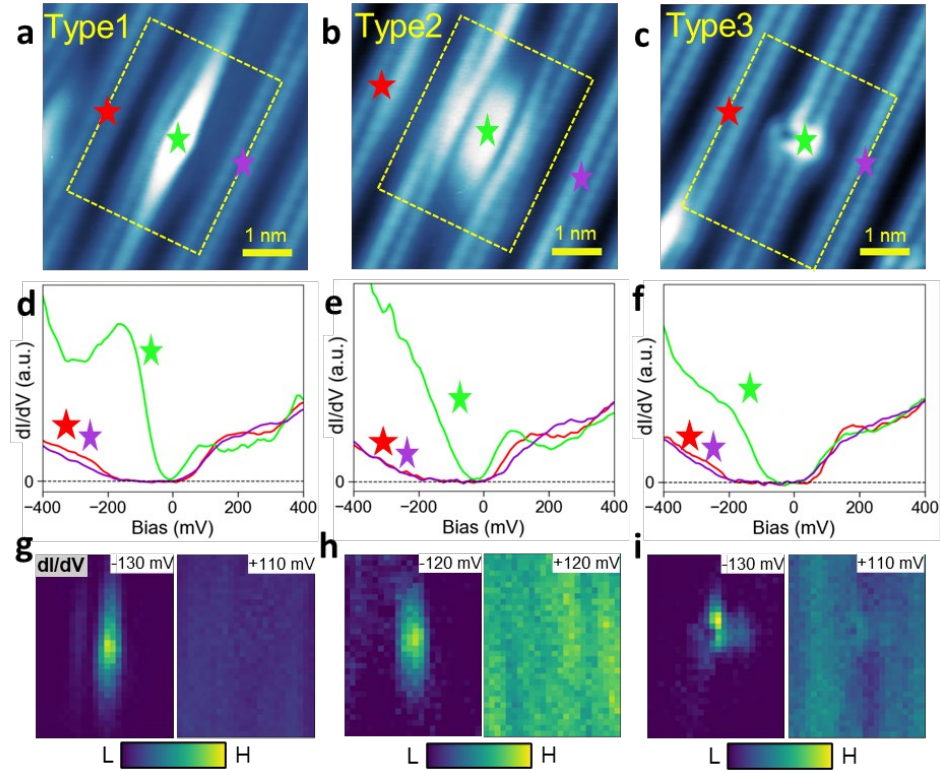 a Type1
b Type2
c Type3
1 nm
1 nm
1 nm
d
e
f
dI/dV (a.u.)
0
−400 −200 0 200 400
Bias (mV)
dI/dV (a.u.)
0
−400 −200 0 200 400
Bias (mV)
dI/dV (a.u.)
0
−400 −200 0 200 400
Bias (mV)
g dI/dV -130 mV +110 mV
h -120 mV +20 mV
i -130 mV +110 mV
L H
L H
L H